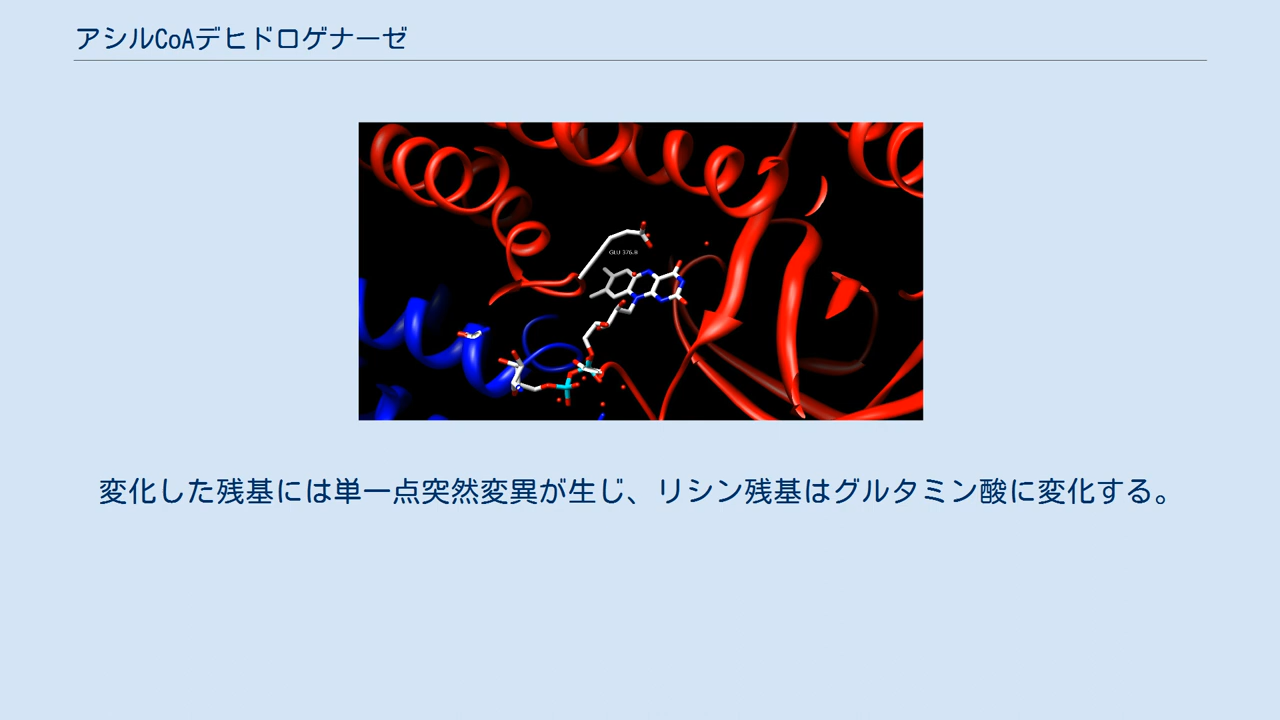 アシルCoAデヒドロゲナーゼ
GLU 376.B
変化した残基には単一点突然変異が生じ、リシン残基はグルタミン酸に変化する。